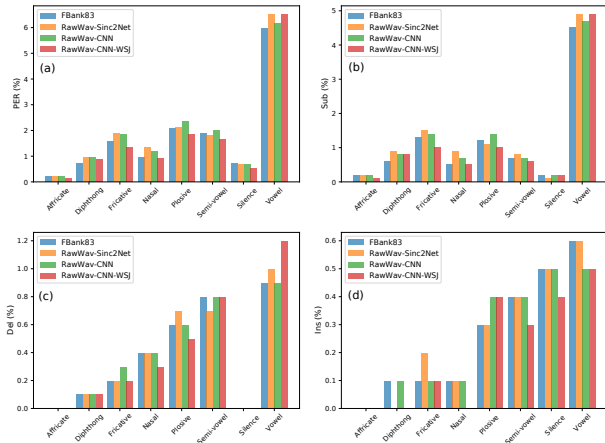 FBank83
RawWav-Sinc2Net
RawWav-CNN
RawWav-CNN-WSJ
(a)
PER (%)
6
5
4
3
2
1
0
Affricate
Diphthong
Fricative
Nasal
Plosive
Semi-vowel
Silence
Vowel
FBank83
RawWav-Sinc2Net
RawWav-CNN
RawWav-CNN-WSJ
(b)
Sub (%)
5
4
3
2
1
0
Affricate
Diphthong
Fricative
Nasal
Plosive
Semi-vowel
Silence
Vowel
FBank83
RawWav-Sinc2Net
RawWav-CNN
RawWav-CNN-WSJ
(c)
Del (%)
1.2
1.0
0.8
0.6
0.4
0.2
0.0
Affricate
Diphthong
Fricative
Nasal
Plosive
Semi-vowel
Silence
Vowel
FBank83
RawWav-Sinc2Net
RawWav-CNN
RawWav-CNN-WSJ
(d)
Ins (%)
0.6
0.5
0.4
0.3
0.2
0.1
0.0
Affricate
Diphthong
Fricative
Nasal
Plosive
Semi-vowel
Silence
Vowel